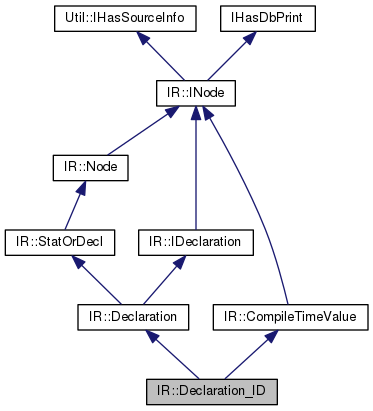 Util::IHasSourceInfo
IHasDbPrint
IR::INode
IR::Node
IR::StatOrDecl
IR::IDeclaration
IR::Declaration
IR::CompileTimeValue
IR::Declaration_ID